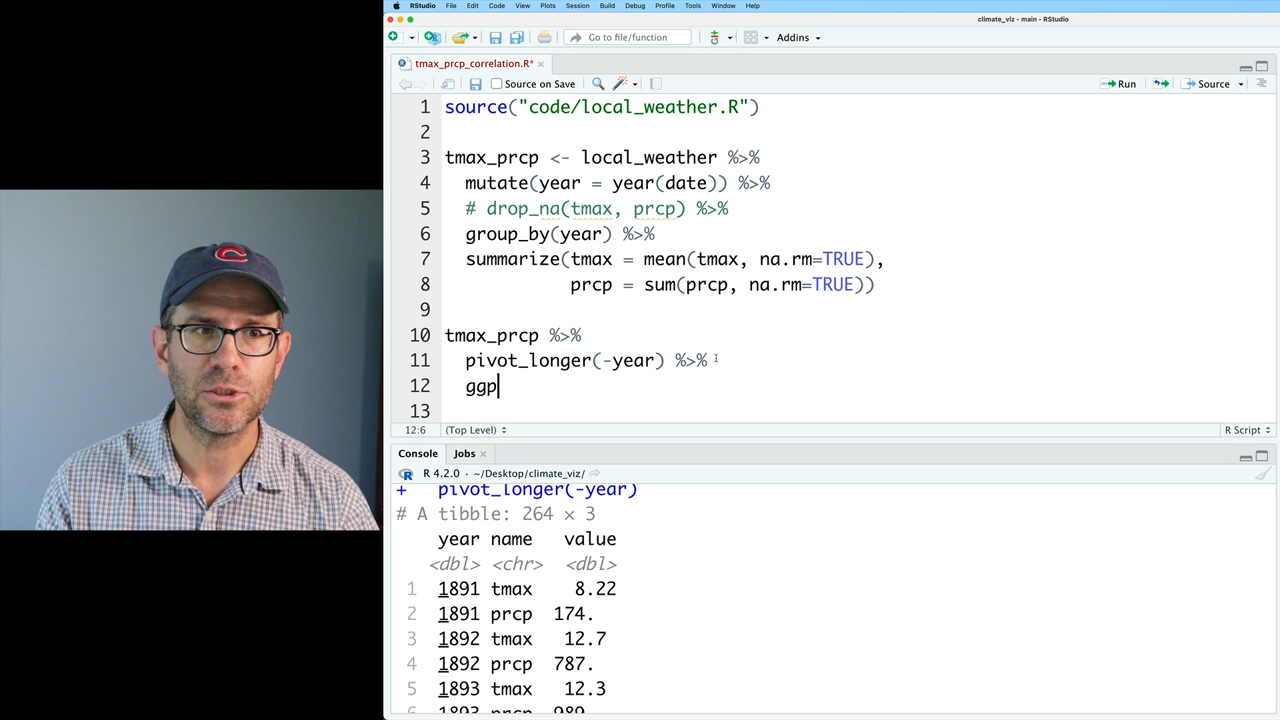 RStudio File Edit Code View Plots Session Build Debug Profile Tools Window Help
climate_viz - main - RStudio
Go to file/function Addins
tmax_prcp_correlation.R*
Source on Save Run Source
1 source("code/local_weather.R")
2
3 tmax_prcp <- local_weather %>%
4 mutate(year = year(date)) %>%
5 # drop_na(tmax, prcp) %>%
6 group_by(year) %>%
7 summarize(tmax = mean(tmax, na.rm=TRUE),
8 prcp = sum(prcp, na.rm=TRUE))
9
10 tmax_prcp %>%
11 pivot_longer(-year) %>%
12 ggp
13
12:6 (Top Level) R Script
Console Jobs
R 4.2.0 · ~/Desktop/climate_viz/
+ pivot_longer(-year)
# A tibble: 264 × 3
year name value
<dbl> <chr> <dbl>
1 1891 tmax 8.22
2 1891 prcp 174.
3 1892 tmax 12.7
4 1892 prcp 787.
5 1893 tmax 12.3
6 1893 prcp 989.